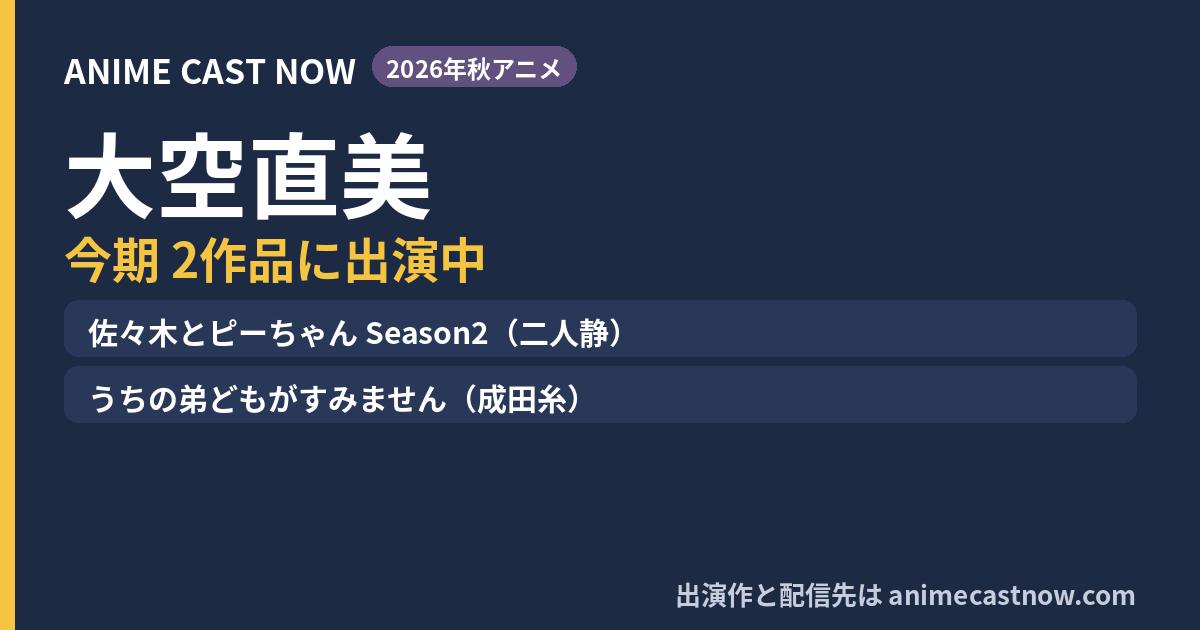 ANIME CAST NOW 2026年秋アニメ
大空直美
今期 2作品に出演中
佐々木とピーちゃん Season2（二人静）
うちの弟どもがすみません（成田糸）
出演作と配信先は animecastnow.com